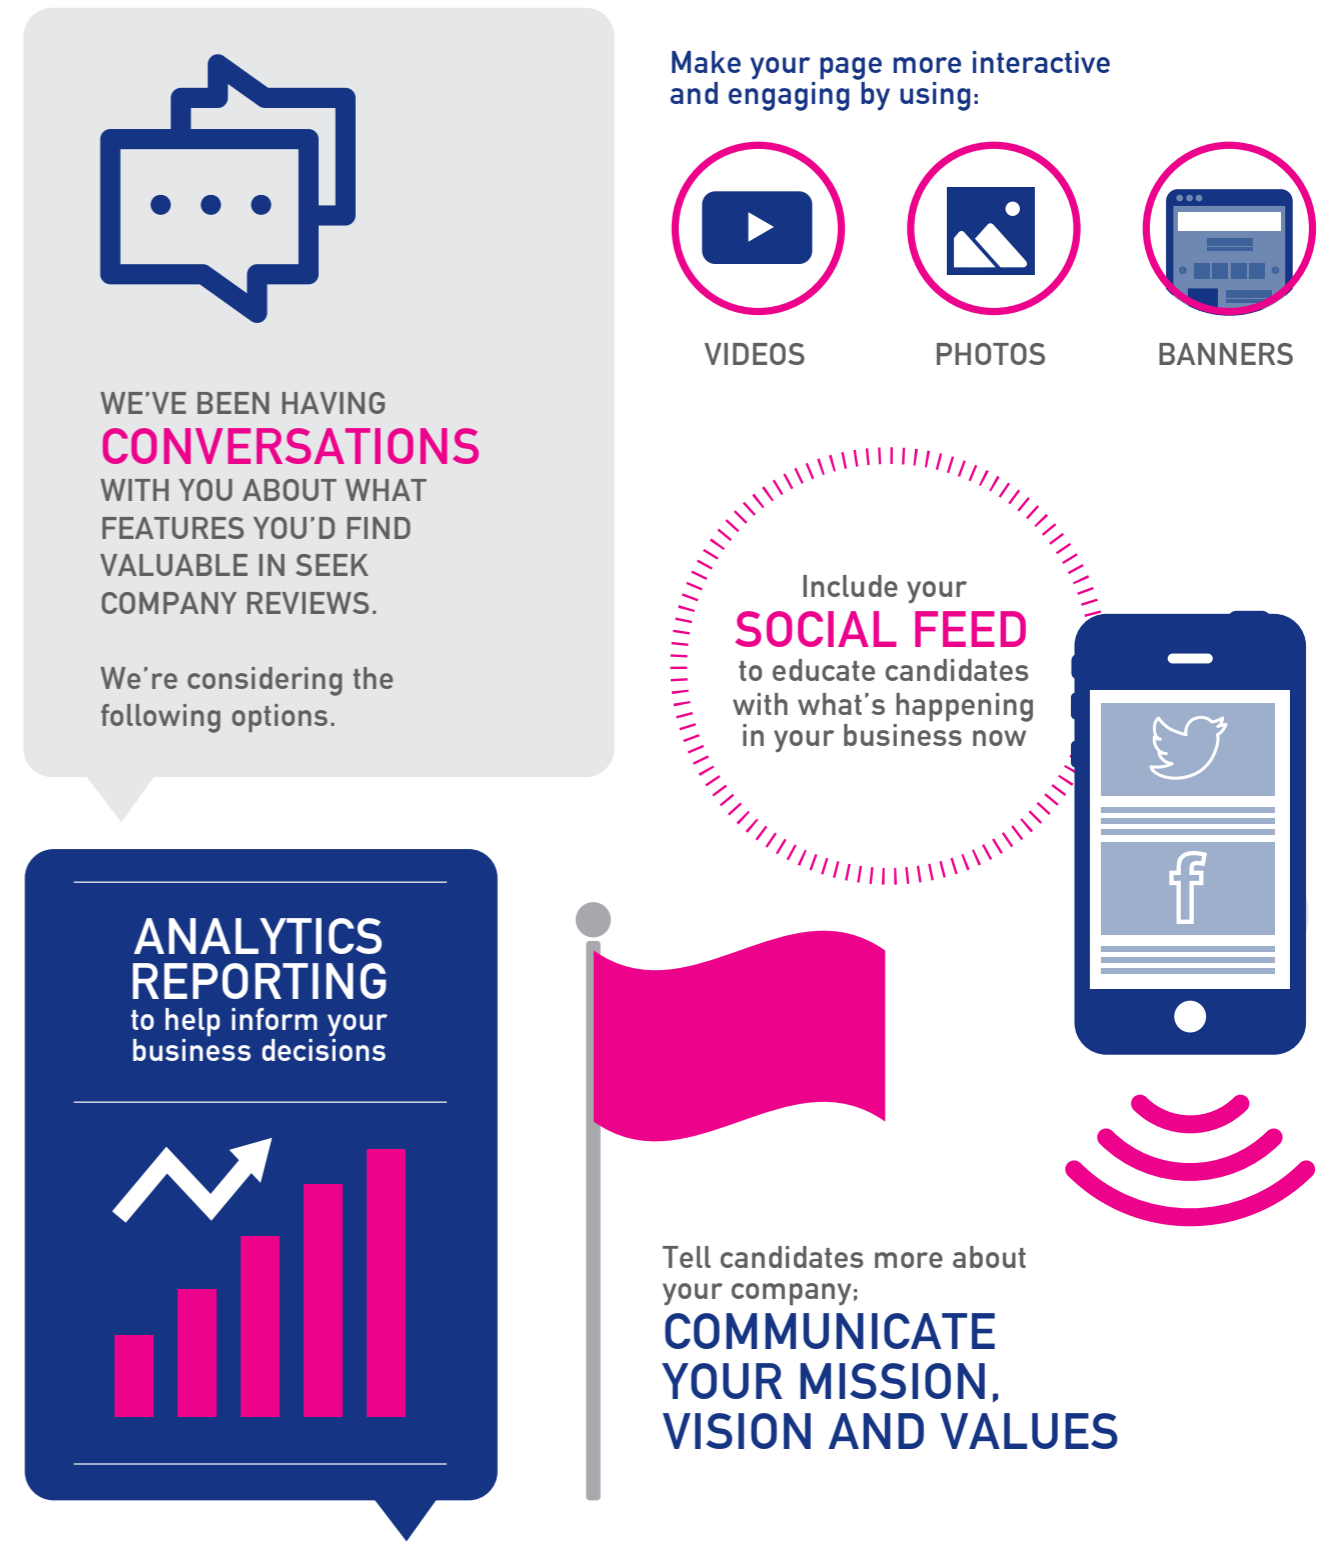 WE'VE BEEN HAVING
CONVERSATIONS
WITH YOU ABOUT WHAT
FEATURES YOU'D FIND
VALUABLE IN SEEK
COMPANY REVIEWS.
We're considering the
following options.
Make your page more interactive
and engaging by using:
VIDEOS
PHOTOS
BANNERS
Include your
SOCIAL FEED
to educate candidates
with what's happening
in your business now
f
ANALYTICS
REPORTING
to help inform your
business decisions
Tell candidates more about
your company;
COMMUNICATE
YOUR MISSION,
VISION AND VALUES